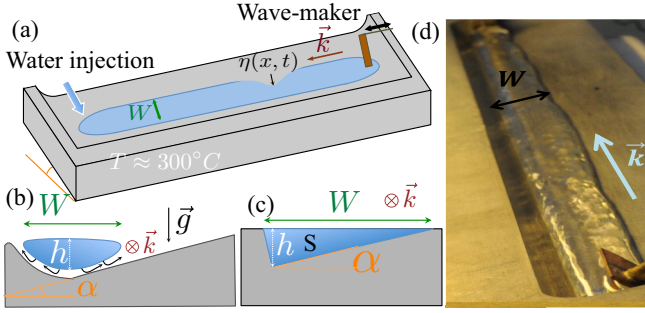 (a)
Wave-maker
(d)
Water injection
k⃗
η(x, t)
W
W
T ≈ 300°C
(b)
W
g⃗
(c)
W
⊗ k⃗
h
⊗ k⃗
h
S
α
α
k⃗